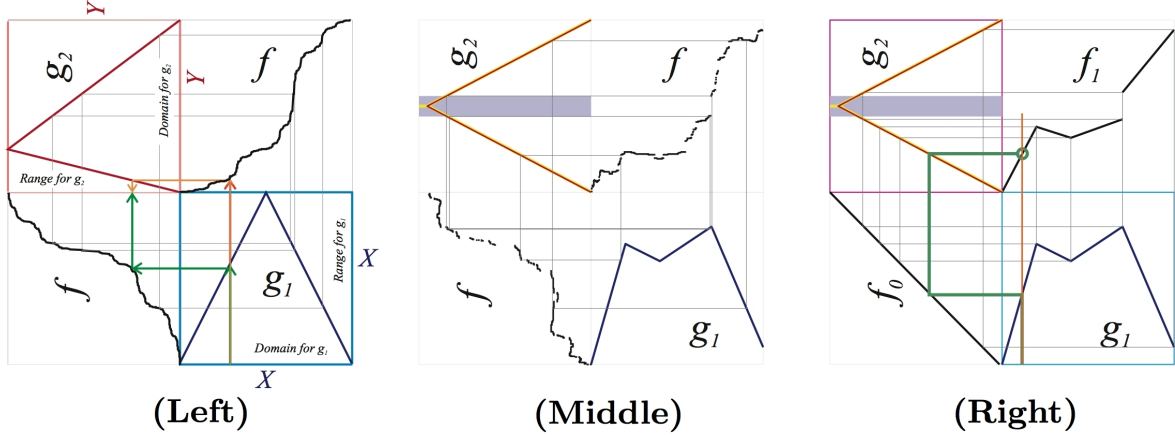 Y
g2
Domain for g2
Y
f
Range for g2
f
g1
Range for g1
X
Domain for g1
X
(Left)
g2
f
f
g1
(Middle)
g2
f1
f0
g1
(Right)